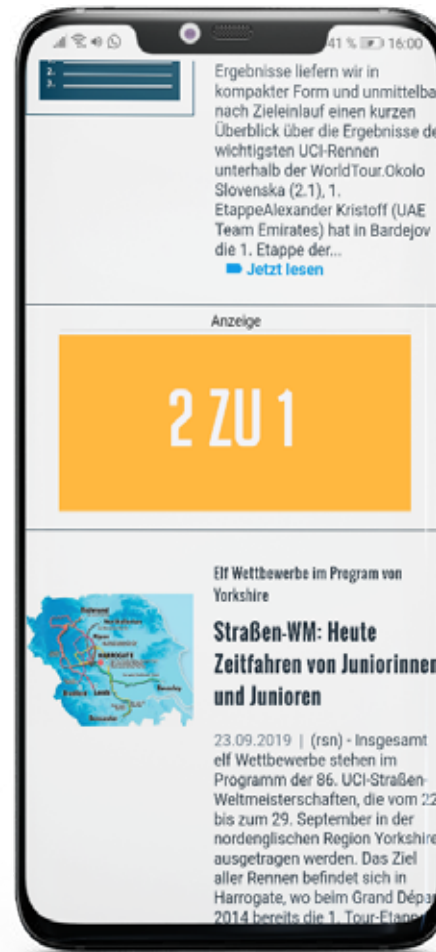 41 % 16:00
1.
2.
3.
Ergebnisse liefern wir in
kompakter Form und unmittelba
nach Zieleinlauf einen kurzen
Überblick über die Ergebnisse de
wichtigsten UCI-Rennen
unterhalb der WorldTour.Okolo
Slovenska (2.1), 1.
EtappeAlexander Kristoff (UAE
Team Emirates) hat in Bardejov
die 1. Etappe der...
Jetzt lesen
Anzeige
2 ZU 1
Elf Wettbewerbe im Program von
Yorkshire
Straßen-WM: Heute
Zeitfahren von Juniorinnen
und Junioren
HARROGATE
23.09.2019 | (rsn) - Insgesamt
elf Wettbewerbe stehen im
Programm der 86. UCI-Straßen-
Weltmeisterschaften, die vom 22
bis zum 29. September in der
nordenglischen Region Yorkshire
ausgetragen werden. Das Ziel
aller Rennen befindet sich in
Harrogate, wo beim Grand Dépar
2014 bereits die 1. Tour-Etappe